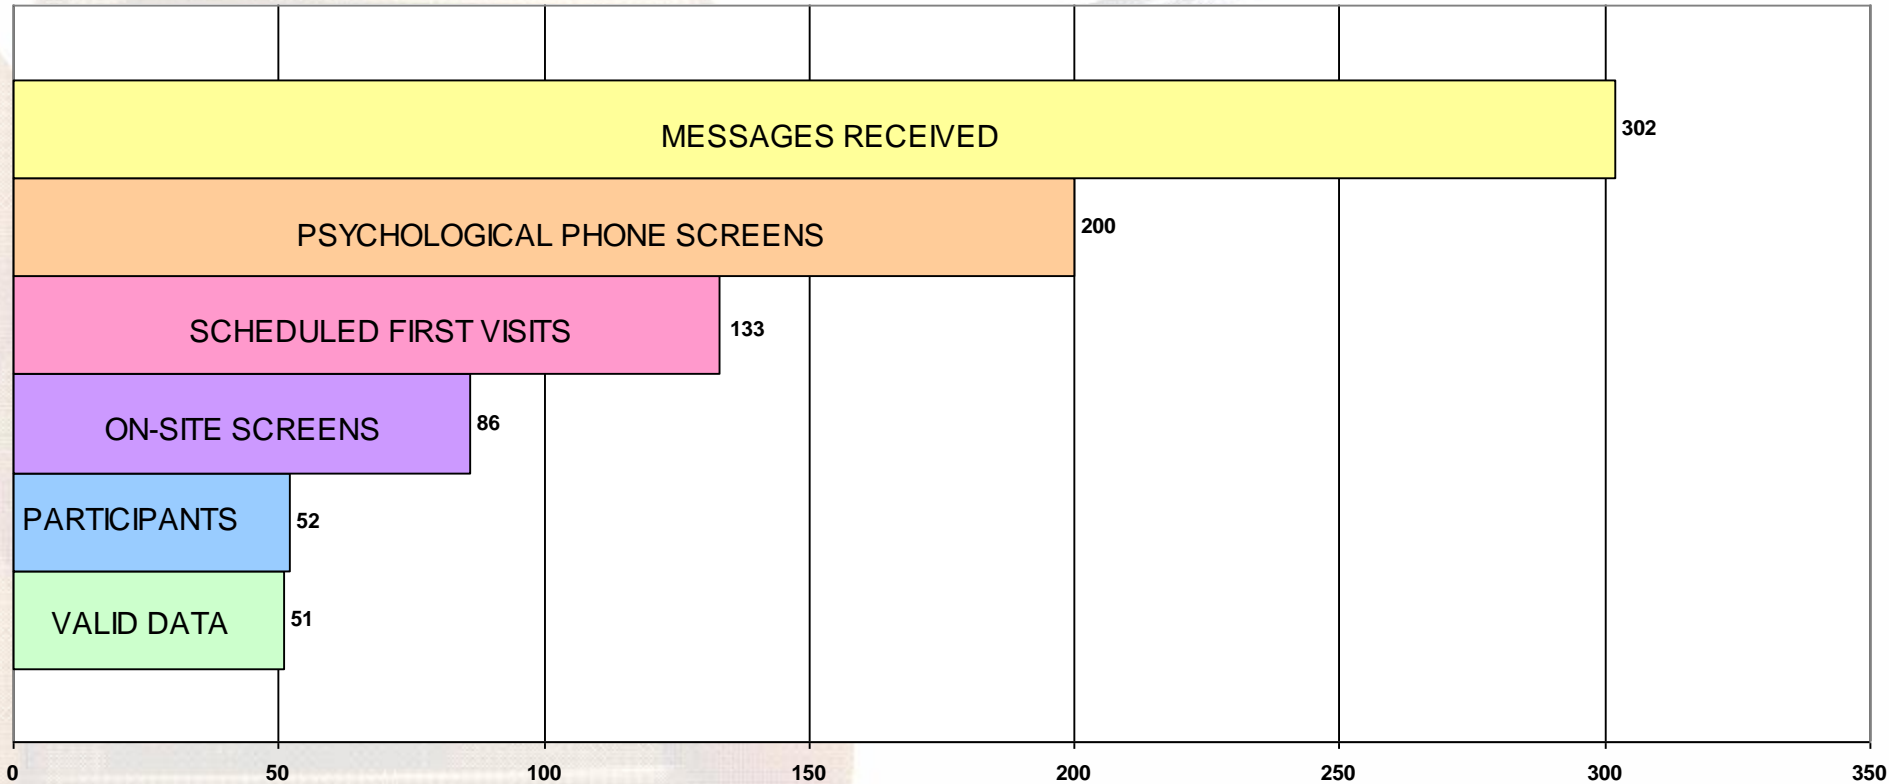 MESSAGES RECEIVED 302
PSYCHOLOGICAL PHONE SCREENS 200
SCHEDULED FIRST VISITS 133
ON-SITE SCREENS 86
PARTICIPANTS 52
VALID DATA 51
0 50 100 150 200 250 300 350